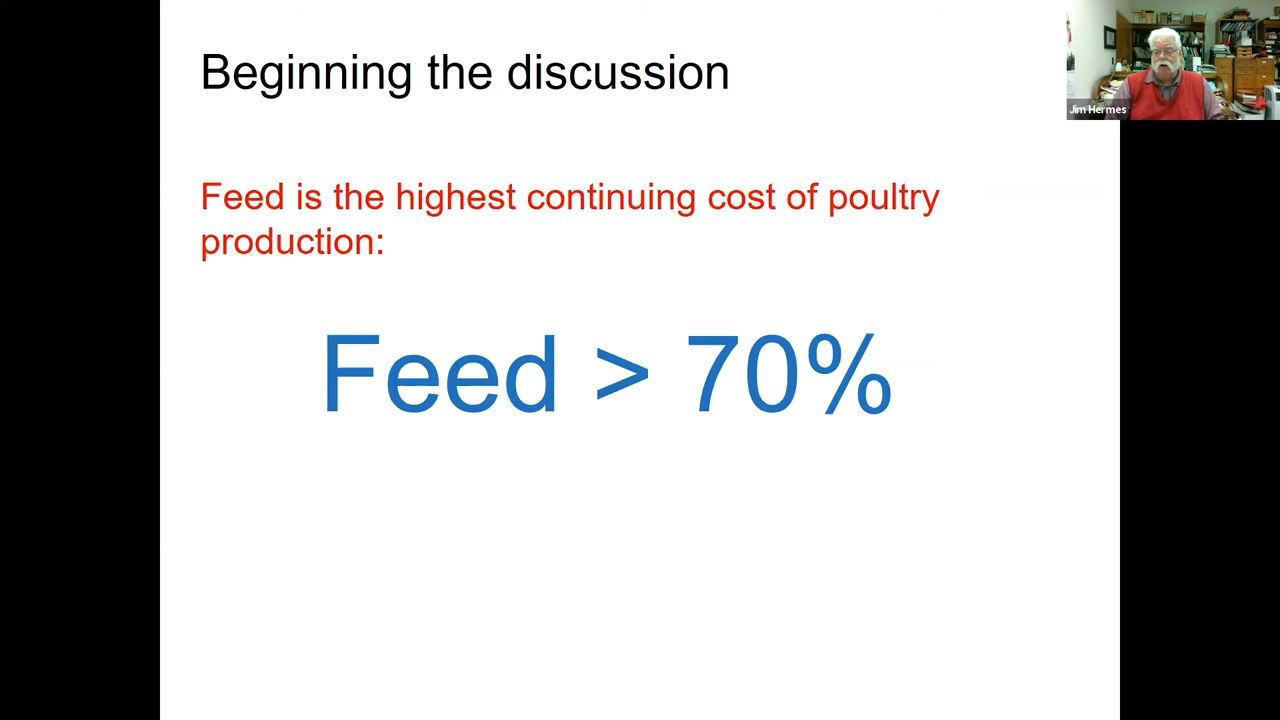 Beginning the discussion
Jim Hermes
Feed is the highest continuing cost of poultry
production:
Feed > 70%